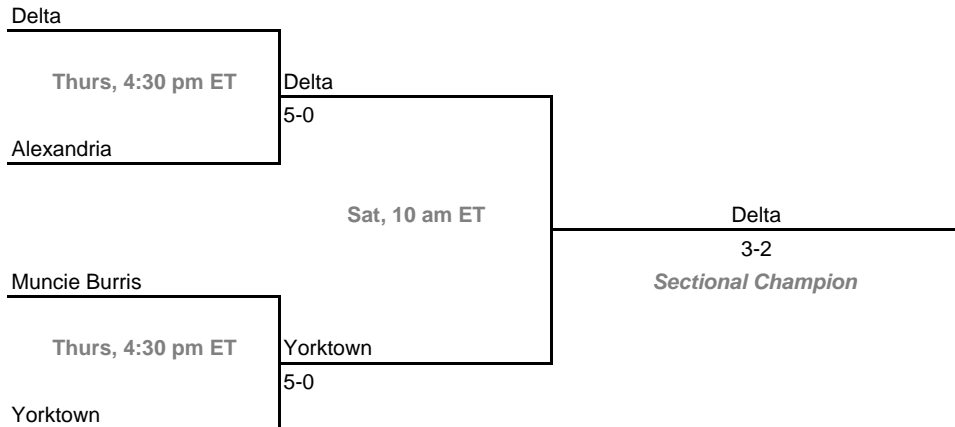 Delta
Thurs, 4:30 pm ET
Delta
5-0
Alexandria
Sat, 10 am ET
Delta
3-2
Sectional Champion
Muncie Burris
Thurs, 4:30 pm ET
Yorktown
5-0
Yorktown